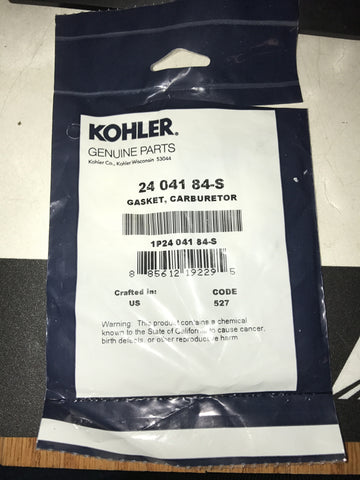 KOHLER.
GENUINE PARTS
Kohler Co., Kohler, Wisconsin 53044
24 041 84-S
GASKET, CARBURETOR
1P24 041 84-S
8 85612 19229 5
Crafted in: CODE
US 527
Warning: This product contains a chemical
known to the State of California to cause cancer,
birth defects, or other reproductive harm